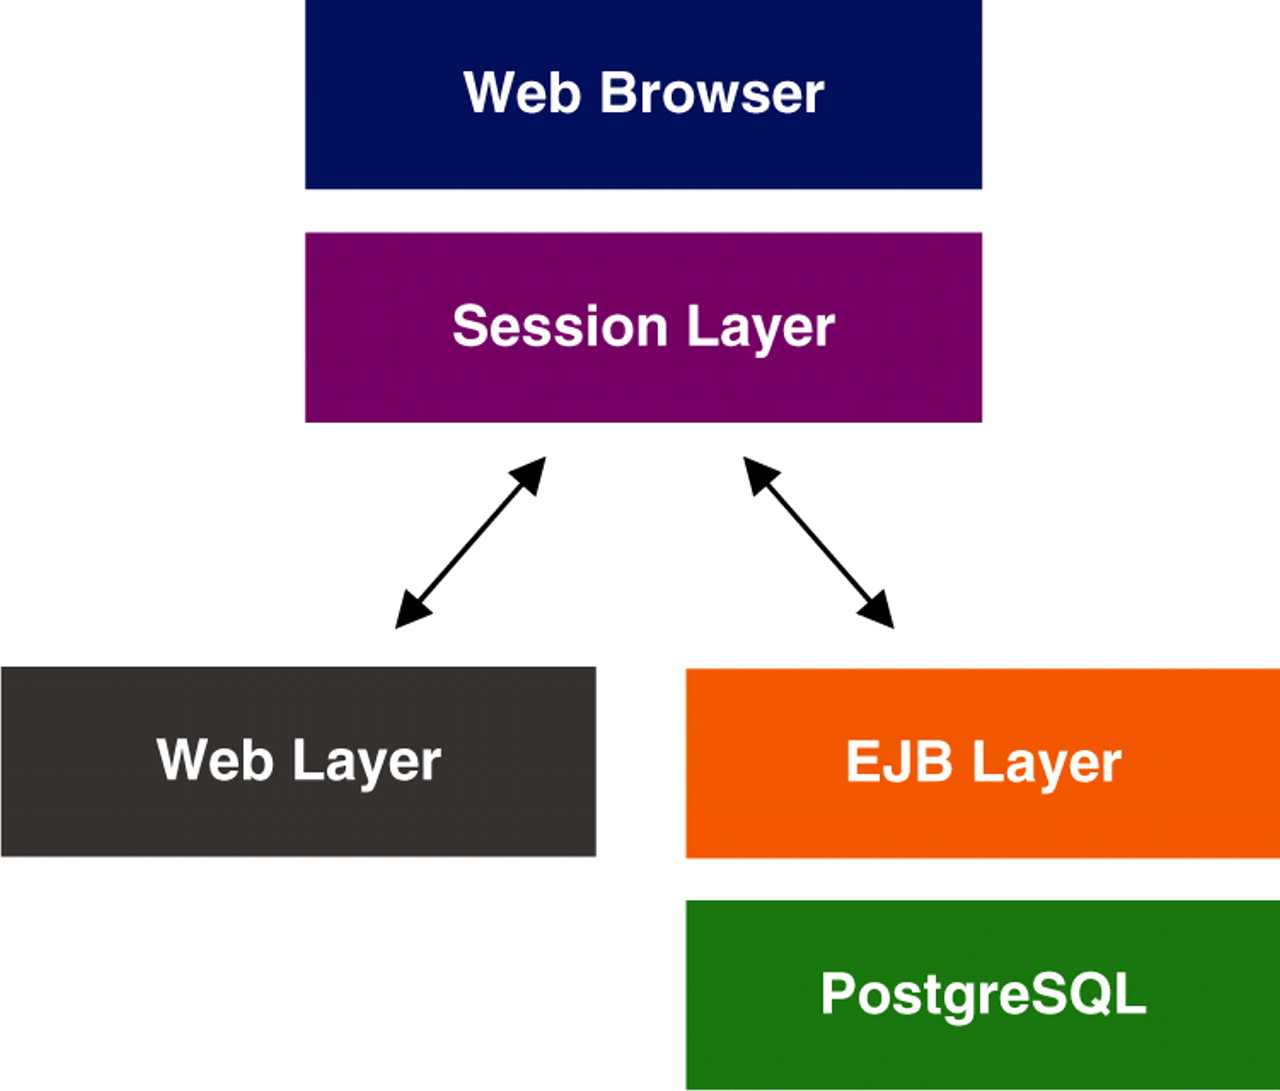 Web Browser
Session Layer
Web Layer
EJB Layer
PostgreSQL